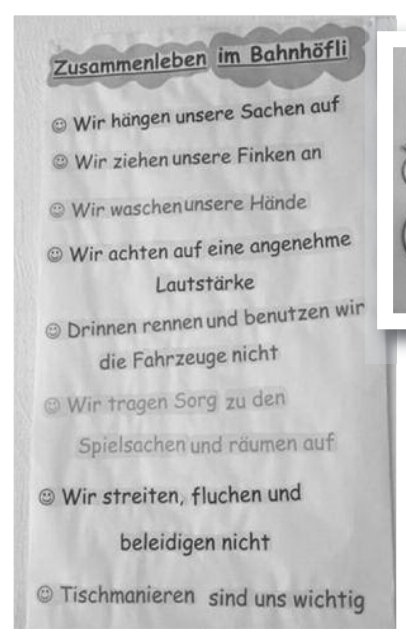 Zusammenleben im Bahnhöfli
☺ Wir hängen unsere Sachen auf
☺ Wir ziehen unsere Finken an
☺ Wir waschen unsere Hände
☺ Wir achten auf eine angenehme
Lautstärke
☺ Drinnen rennen und benutzen wir
die Fahrzeuge nicht
☺ Wir tragen Sorg zu den
Spielsachen und räumen auf
☺ Wir streiten, fluchen und
beleidigen nicht
☺ Tischmanieren sind uns wichtig